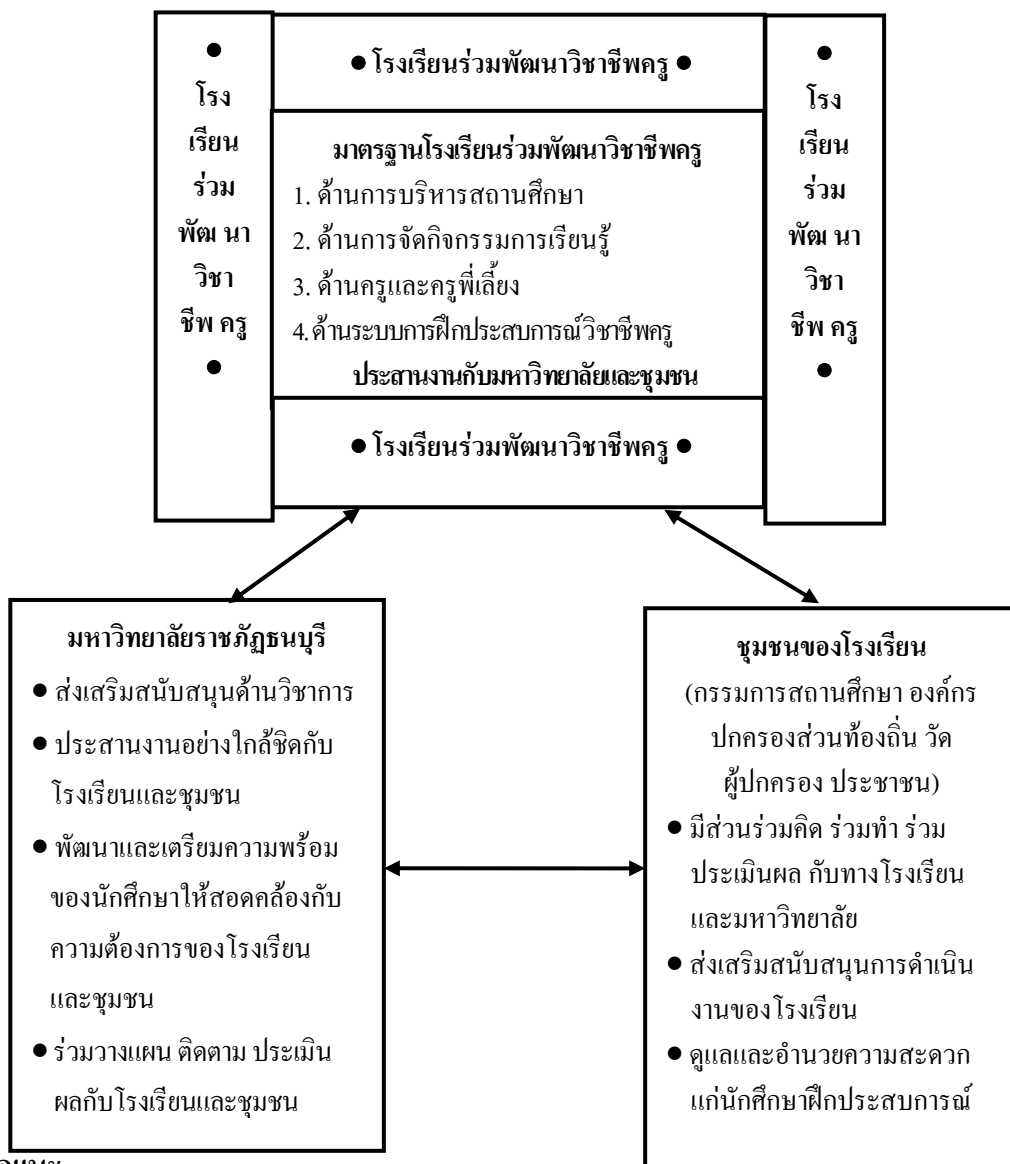 ●
โรง
เรียน
ร่วม
พัฒ นา
วิชา
ชีพ ครู
●
● โรงเรียนร่วมพัฒนาวิชาชีพครู ●
มาตรฐานโรงเรียนร่วมพัฒนาวิชาชีพครู
1. ด้านการบริหารสถานศึกษา
2. ด้านการจัดกิจกรรมการเรียนรู้
3. ด้านครูและครูพี่เลี้ยง
4.ด้านระบบการฝึกประสบการณ์วิชาชีพครู
ประสานงานกับมหาวิทยาลัยและชุมชน
● โรงเรียนร่วมพัฒนาวิชาชีพครู ●
●
โรง
เรียน
ร่วม
พัฒ นา
วิชา
ชีพ ครู
●
มหาวิทยาลัยราชภัฏธนบุรี
● ส่งเสริมสนับสนุนด้านวิชาการ
● ประสานงานอย่างใกล้ชิดกับ
โรงเรียนและชุมชน
● พัฒนาและเตรียมความพร้อม
ของนักศึกษาให้สอดคล้องกับ
ความต้องการของโรงเรียน
และชุมชน
● ร่วมวางแผน ติดตาม ประเมิน
ผลกับโรงเรียนและชุมชน
ชุมชนของโรงเรียน
(กรรมการสถานศึกษา องค์กร
ปกครองส่วนท้องถิ่น วัด
ผู้ปกครอง ประชาชน)
● มีส่วนร่วมคิด ร่วมทำ ร่วม
ประเมินผล กับทางโรงเรียน
และมหาวิทยาลัย
● ส่งเสริมสนับสนุนการดำเนิน
งานของโรงเรียน
● ดูแลและอำนวยความสะดวก
แก่นักศึกษาฝึกประสบการณ์